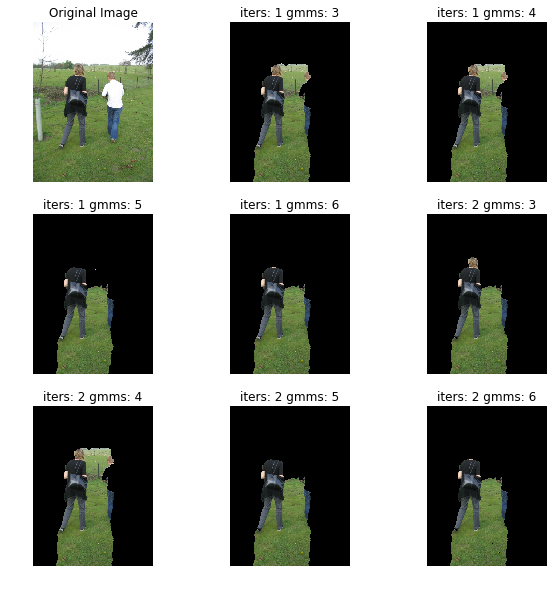 Original Image
iters: 1 gmms: 3
iters: 1 gmms: 4
iters: 1 gmms: 5
iters: 1 gmms: 6
iters: 2 gmms: 3
iters: 2 gmms: 4
iters: 2 gmms: 5
iters: 2 gmms: 6